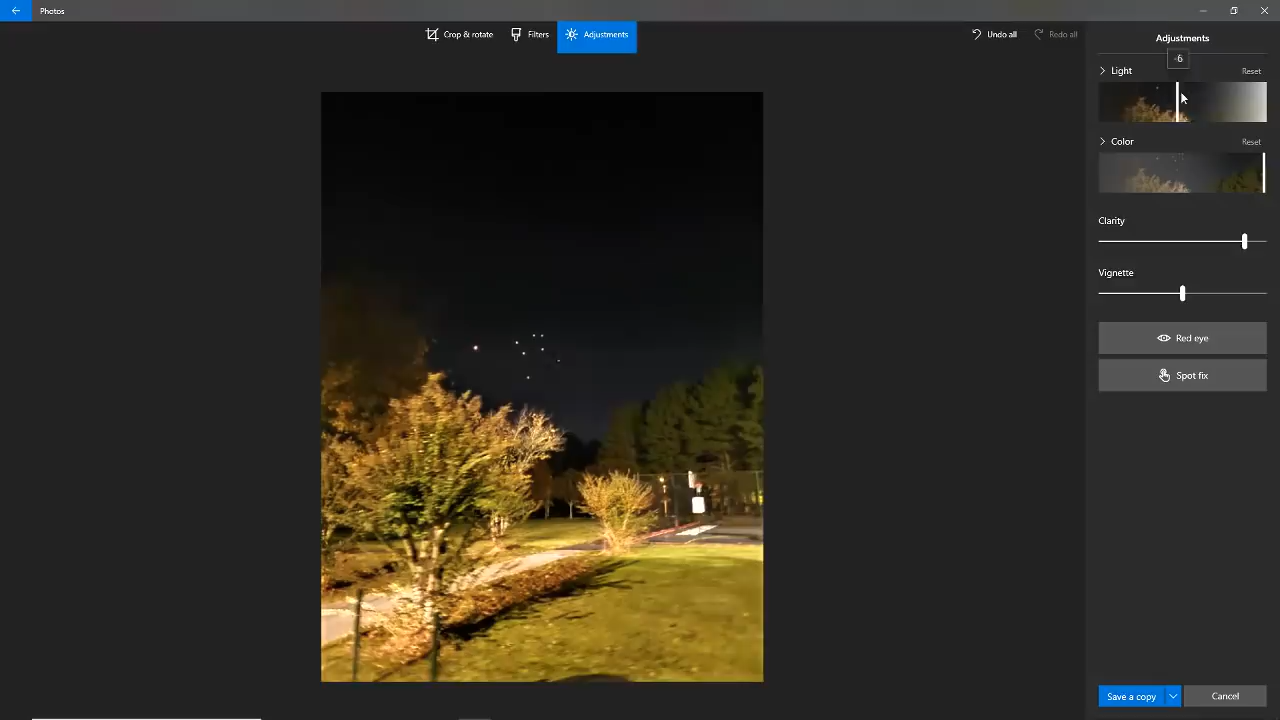 Photos
Crop & rotate Filters Adjustments Undo all Redo all
Adjustments
-6
Light Reset
Color Reset
Clarity
Vignette
Red eye
Spot fix
Save a copy Cancel